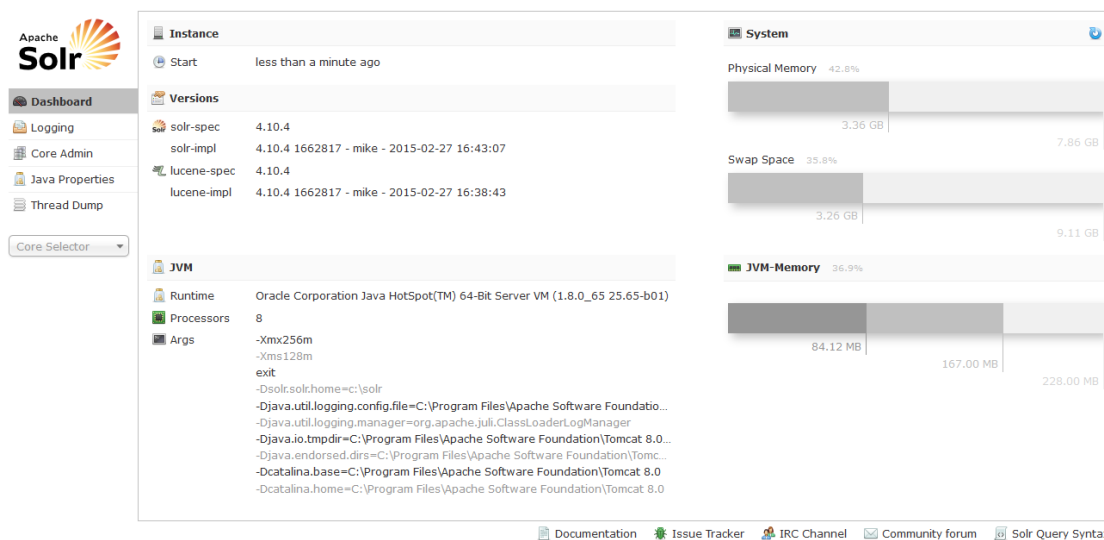 Apache
Solr
Dashboard
Logging
Core Admin
Java Properties
Thread Dump
Core Selector
Instance
Start less than a minute ago
Versions
solr-spec 4.10.4
solr-impl 4.10.4 1662817 - mike - 2015-02-27 16:43:07
lucene-spec 4.10.4
lucene-impl 4.10.4 1662817 - mike - 2015-02-27 16:38:43
JVM
Runtime Oracle Corporation Java HotSpot(TM) 64-Bit Server VM (1.8.0_65 25.65-b01)
Processors 8
Args -Xmx256m
-Xms128m
exit
-Dsolr.solr.home=c:\solr
-Djava.util.logging.config.file=C:\Program Files\Apache Software Foundatio...
-Djava.util.logging.manager=org.apache.juli.ClassLoaderLogManager
-Djava.io.tmpdir=C:\Program Files\Apache Software Foundation\Tomcat 8.0...
-Djava.endorsed.dirs=C:\Program Files\Apache Software Foundation\Tomc...
-Dcatalina.base=C:\Program Files\Apache Software Foundation\Tomcat 8.0
-Dcatalina.home=C:\Program Files\Apache Software Foundation\Tomcat 8.0
System
Physical Memory 42.8%
3.36 GB
7.86 GB
Swap Space 35.8%
3.26 GB
9.11 GB
JVM-Memory 36.9%
84.12 MB
167.00 MB
228.00 MB
Documentation Issue Tracker IRC Channel Community forum Solr Query Synta